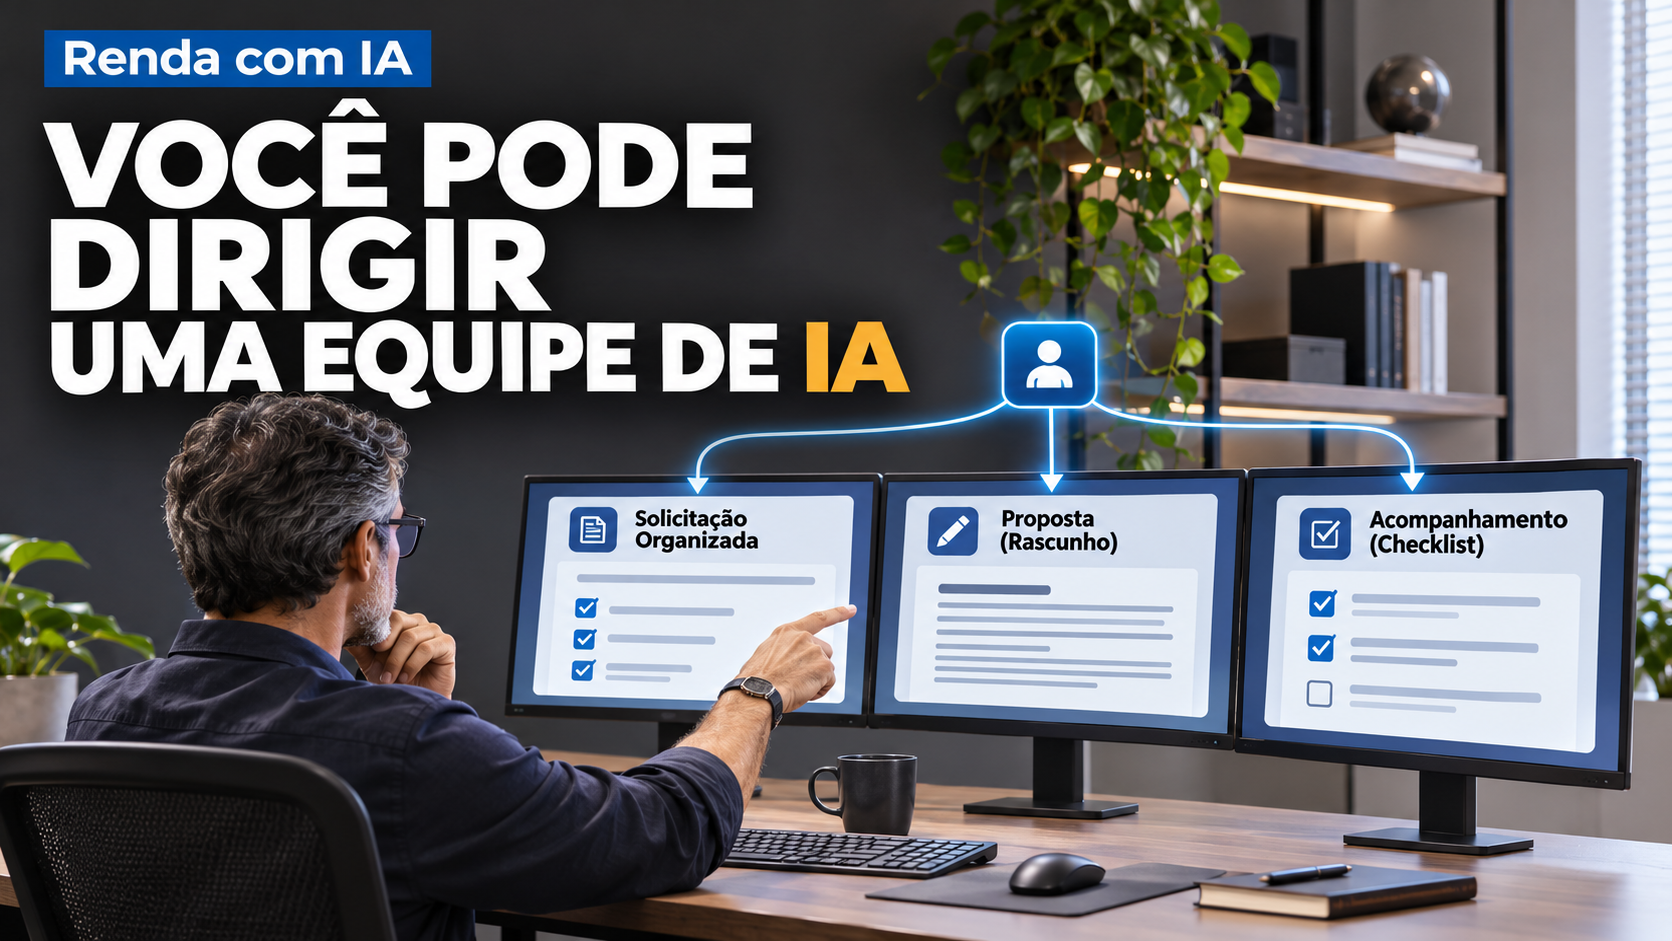 Renda com IA
VOCÊ PODE
DIRIGIR
UMA EQUIPE DE IA
Solicitação
Organizada
Proposta
(Rascunho)
Acompanhamento
(Checklist)